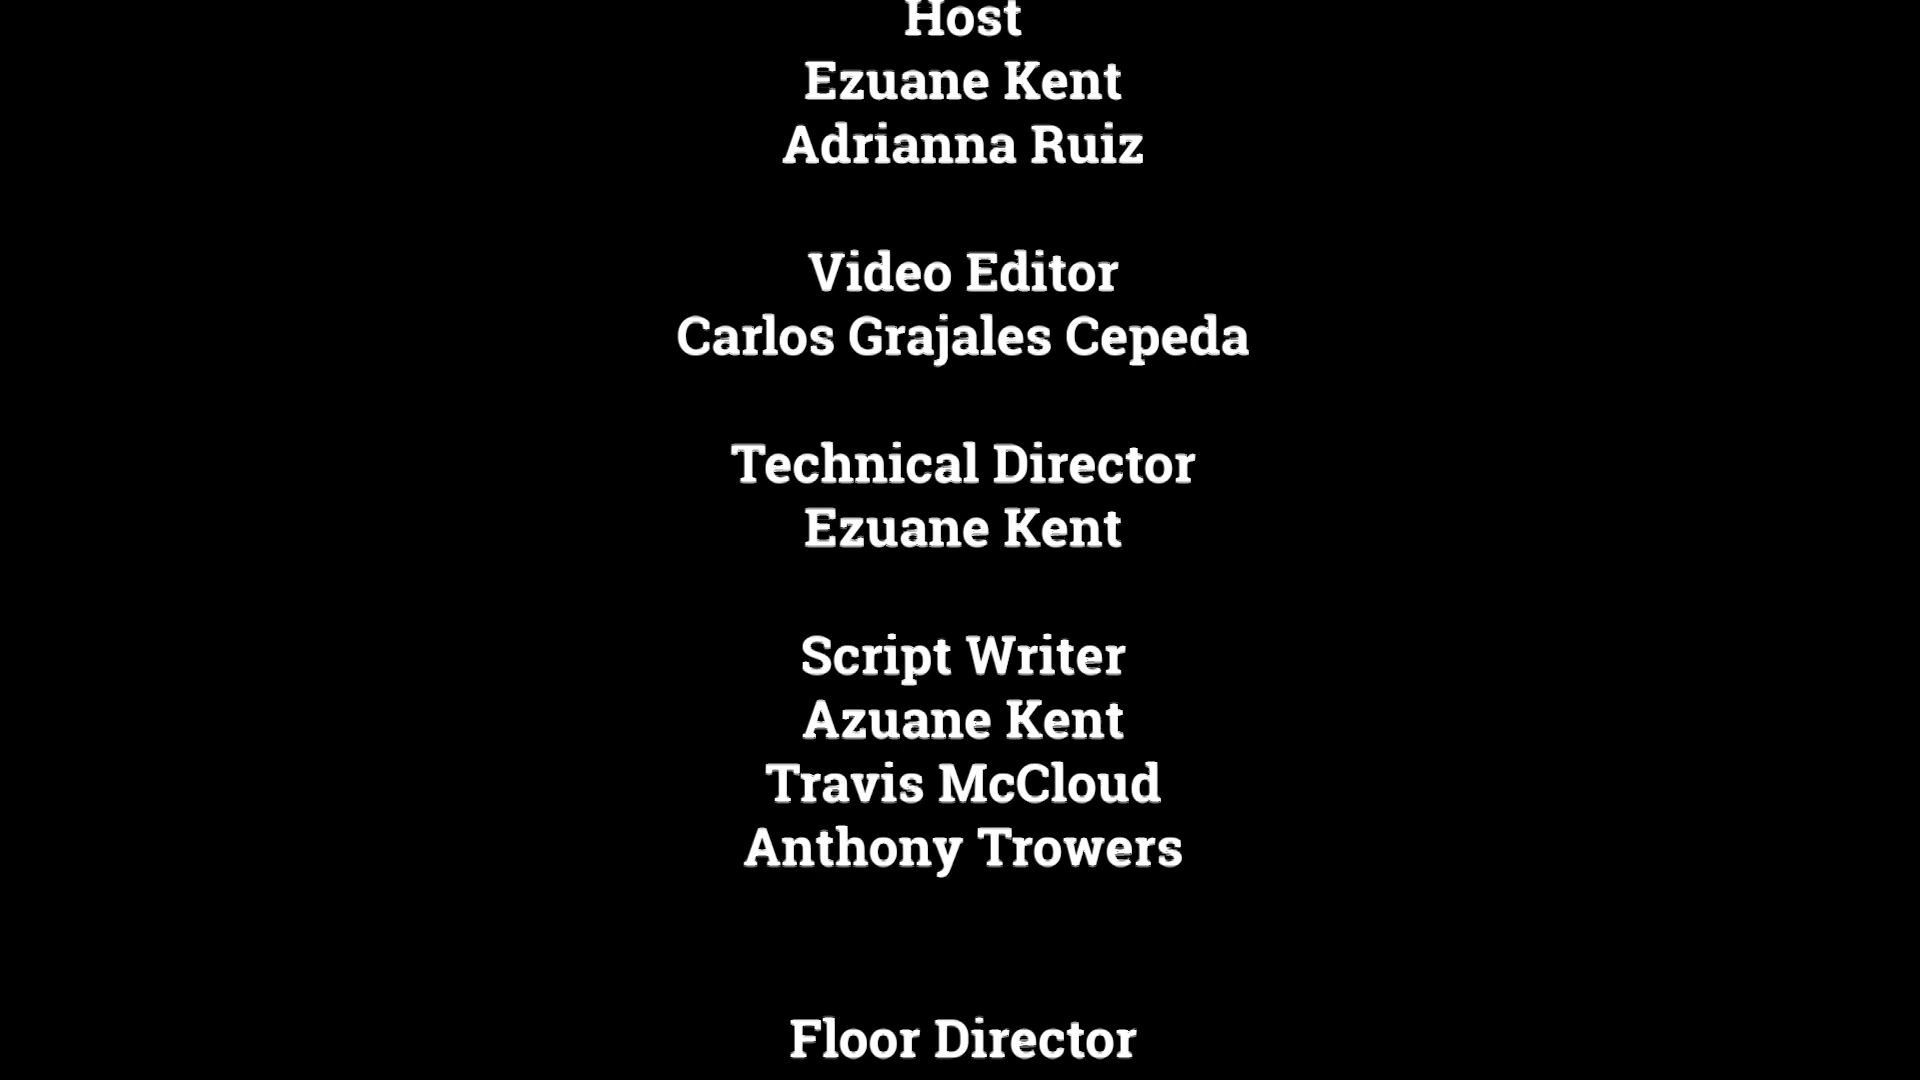 Host
Ezuane Kent
Adrianna Ruiz
Video Editor
Carlos Grajales Cepeda
Technical Director
Ezuane Kent
Script Writer
Azuane Kent
Travis McCloud
Anthony Trowers
Floor Director